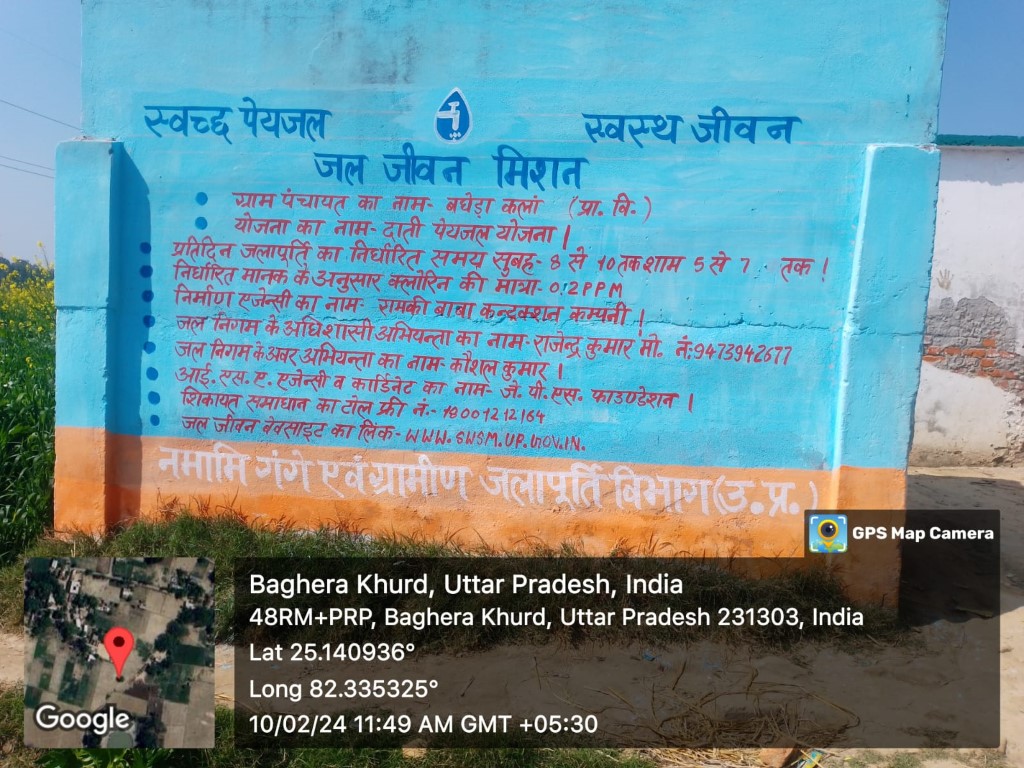 स्वच्छ पेयजल स्वस्थ जीवन
जल जीवन मिशन
ग्राम पंचायत का नाम- बघेड़ा कलां (प्रा. वि.)
योजना का नाम- दाती पेयजल योजना।
प्रतिदिन जलापूर्ति का निर्धारित समय सुबह- 8 से 10 तक शाम 5 से 7 तक!
निर्धारित मानक के अनुसार क्लोरिन की मात्रा- 0.2PPM
निर्माण एजेन्सी का नाम- रामकी बाबा कन्द्रक्शन कम्पनी।
जल निगम के अधिशासी अभियन्ता का नाम- राजेन्द्र कुमार मो. नं:9473942677
जल निगम के अवर अभियन्ता का नाम- कौशल कुमार।
आई. एस. ए. एजेन्सी व कार्डिनेट का नाम- जे. पी. एस. फाउण्डेशन।
शिकायत समाधान का टोल फ्री नं.- 18001212164
जल जीवन वेवसाइट का लिंक- WWW.SWSM.UP.GOV.IN.
नमामि गंगे एवं ग्रामीण जलापूर्ति विभाग (उ.प्र.)
GPS Map Camera
Baghera Khurd, Uttar Pradesh, India
48RM+PRP, Baghera Khurd, Uttar Pradesh 231303, India
Lat 25.140936°
Long 82.335325°
10/02/24 11:49 AM GMT +05:30
Google